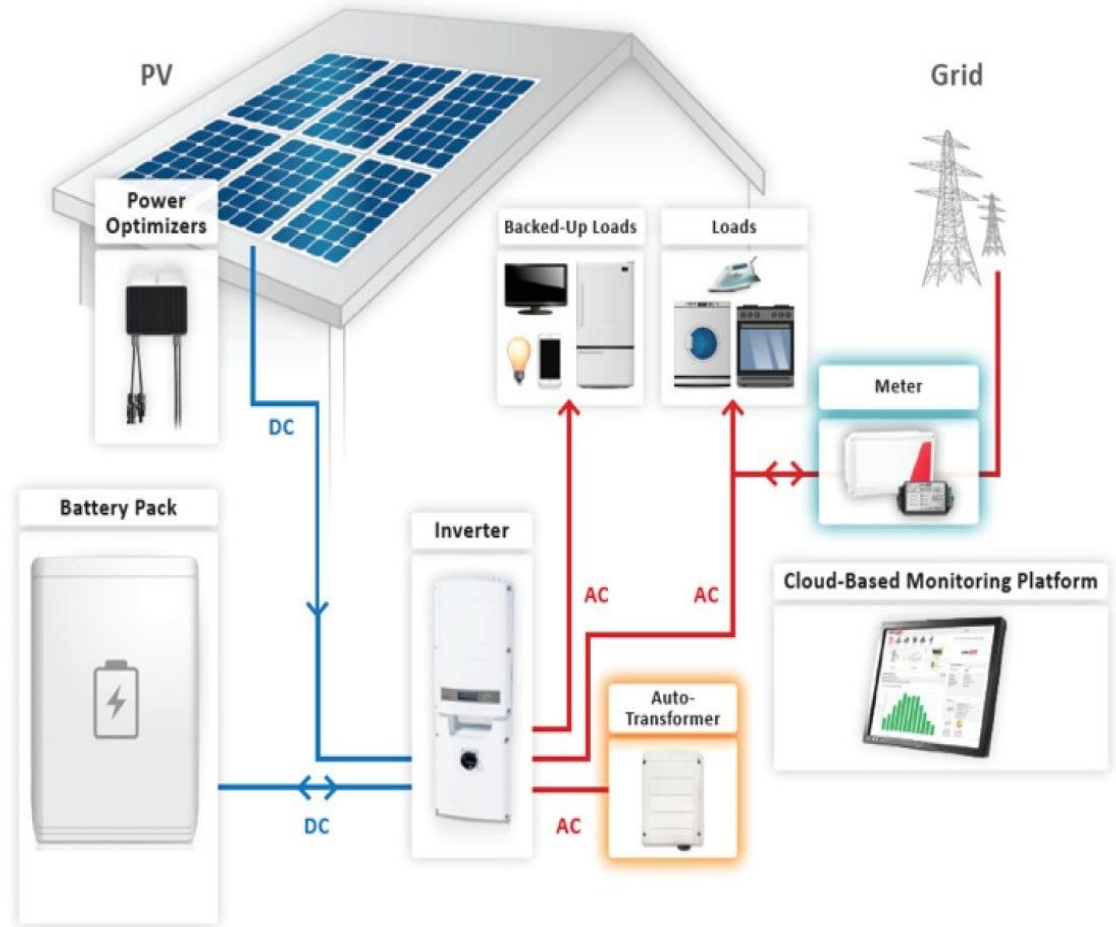 PV
Grid
Power
Optimizers
Backed-Up Loads
Loads
DC
Meter
Battery Pack
Inverter
AC
AC
Cloud-Based Monitoring Platform
Auto-
Transformer
DC
AC